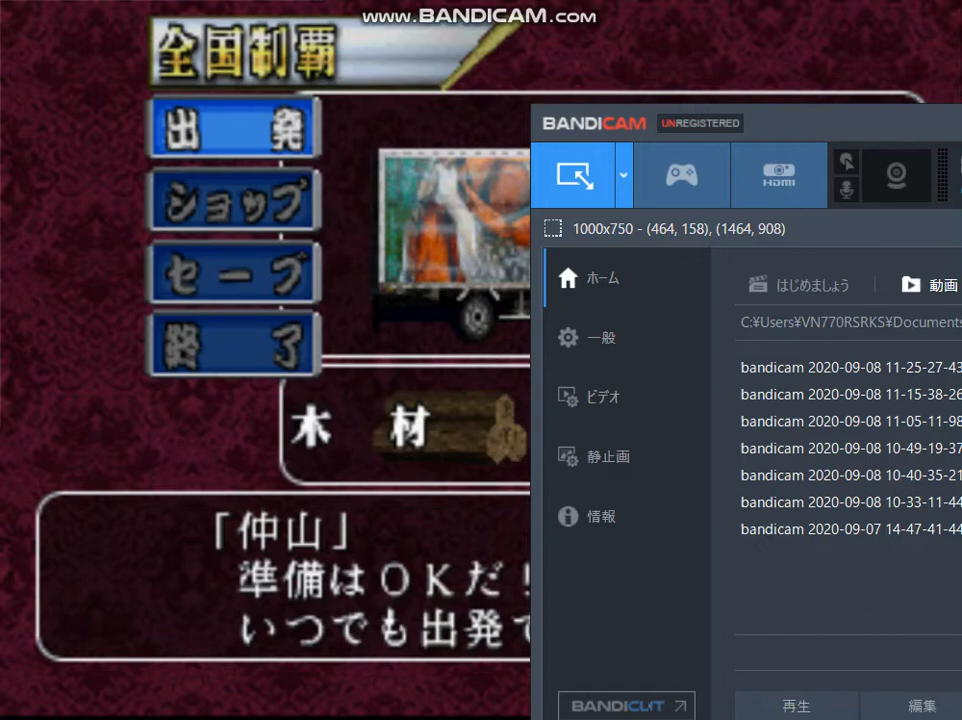 www.BANDICAM.com
全国制覇
出発
ショップ
セーブ
終了
木材
「仲山」
準備はＯＫだ！
いつでも出発で
BANDICAM UNREGISTERED
HDMI
1000x750 - (464, 158), (1464, 908)
ホーム
一般
ビデオ
静止画
情報
はじめましょう
動画
C:¥Users¥VN770RSRKS¥Documents
bandicam 2020-09-08 11-25-27-43
bandicam 2020-09-08 11-15-38-26
bandicam 2020-09-08 11-05-11-98
bandicam 2020-09-08 10-49-19-37
bandicam 2020-09-08 10-40-35-21
bandicam 2020-09-08 10-33-11-44
bandicam 2020-09-07 14-47-41-44
BANDICUT
再生
編集